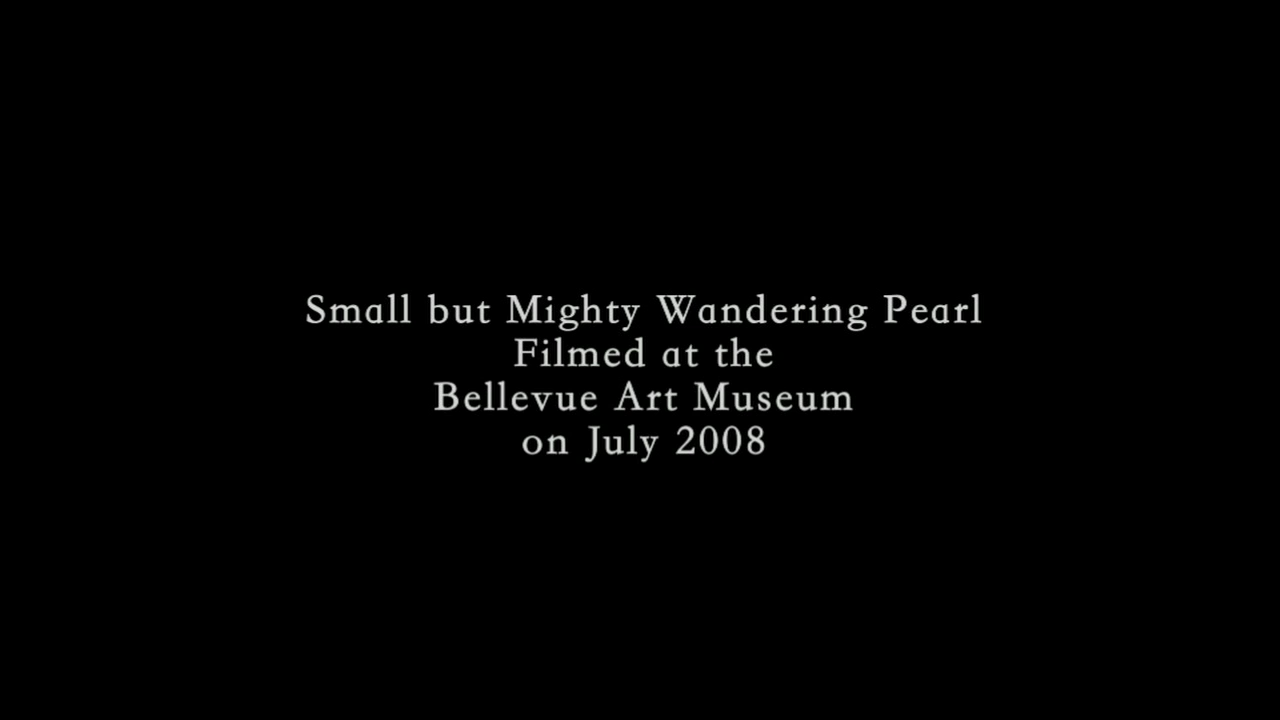 Small but Mighty Wandering Pearl
Filmed at the
Bellevue Art Museum
on July 2008